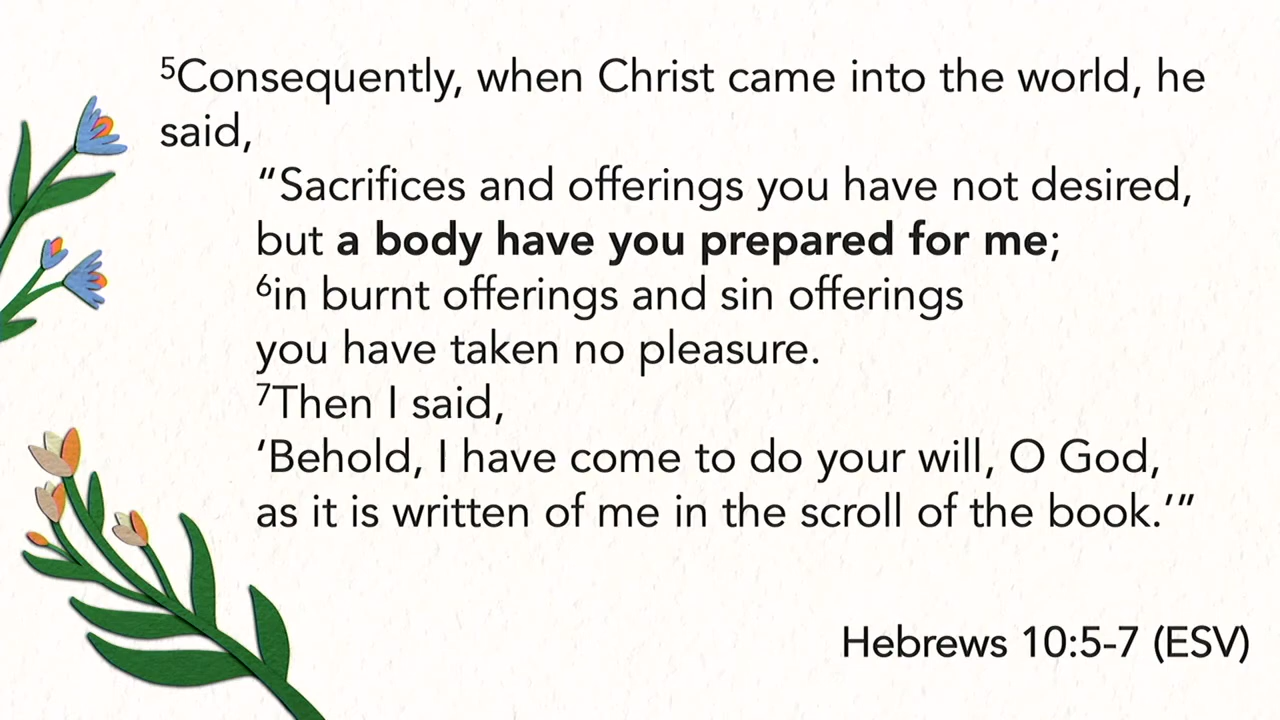 ⁵Consequently, when Christ came into the world, he
said,
“Sacrifices and offerings you have not desired,
but a body have you prepared for me;
⁶in burnt offerings and sin offerings
you have taken no pleasure.
⁷Then I said,
‘Behold, I have come to do your will, O God,
as it is written of me in the scroll of the book.’”
Hebrews 10:5-7 (ESV)